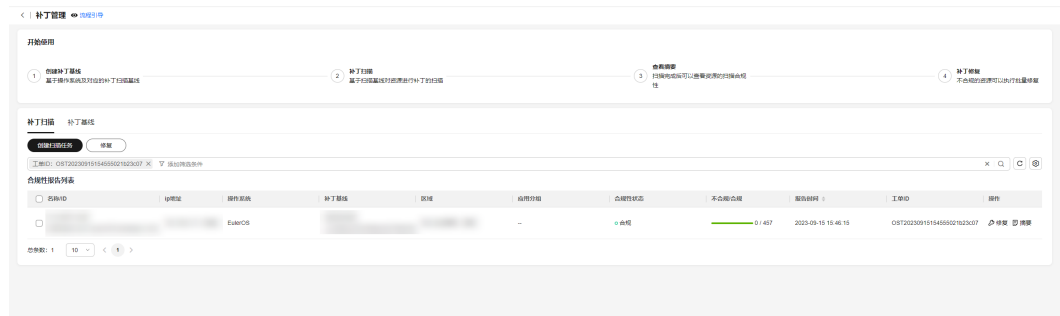 补丁管理 流程引导
开始使用
1 创建补丁基线
基于操作系统及对应的补丁扫描基线
2 补丁扫描
基于扫描基线对资源进行补丁的扫描
3 查看摘要
扫描完成后可以查看资源的扫描合规
性
4 补丁修复
不合规的资源可以执行批量修复
补丁扫描 补丁基线
创建扫描任务 修复
工单ID: OST20230915154555021b23c07 × 添加筛选条件
合规性报告列表
名称/ID ip地址 操作系统 补丁基线 区域 应用分组 合规性状态 不合规/合规 报告时间 工单ID 操作
EulerOS -- 合规 0 / 457 2023-09-15 15:46:15 OST20230915154555021b23c07 修复 摘要
总条数: 1 10 < 1 >